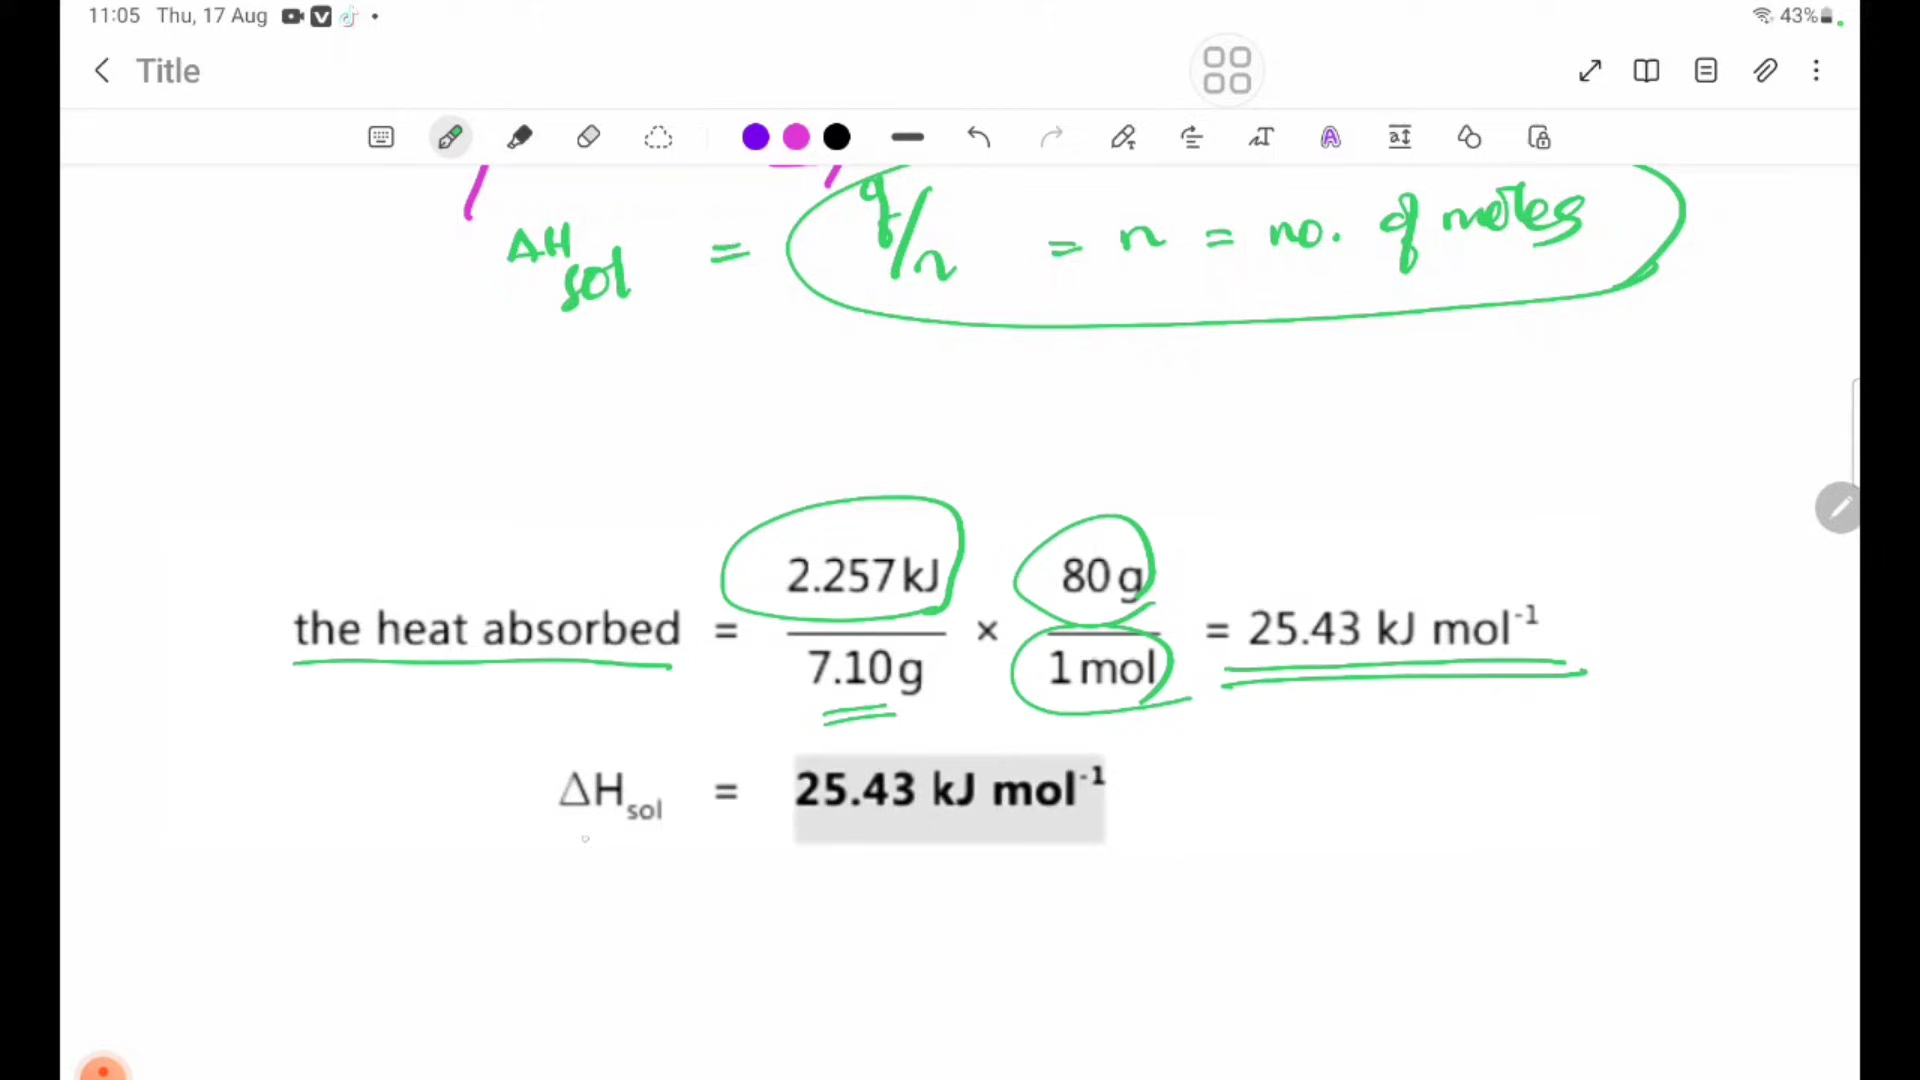 11:05 Thu, 17 Aug
43%
Title
ΔH sol = q/n = n = no. of moles
the heat absorbed = 2.257 kJ / 7.10 g × 80 g / 1 mol = 25.43 kJ mol⁻¹
ΔH sol = 25.43 kJ mol⁻¹